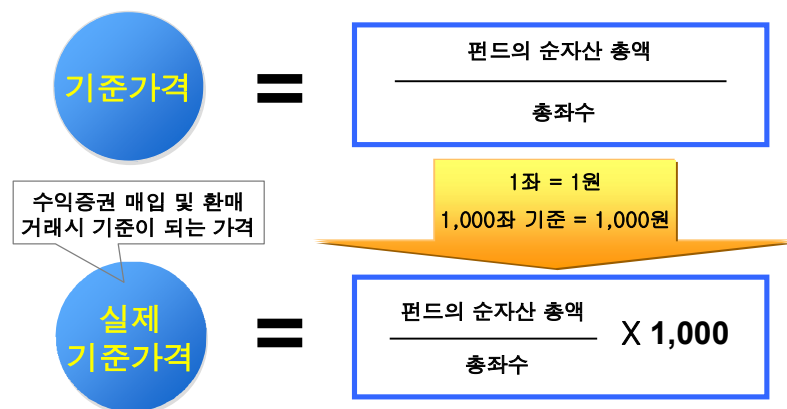 기준가격
=
펀드의 순자산 총액
총좌수
1좌 = 1원
1,000좌 기준 = 1,000원
수익증권 매입 및 환매
거래시 기준이 되는 가격
실제
기준가격
=
펀드의 순자산 총액
총좌수
X 1,000